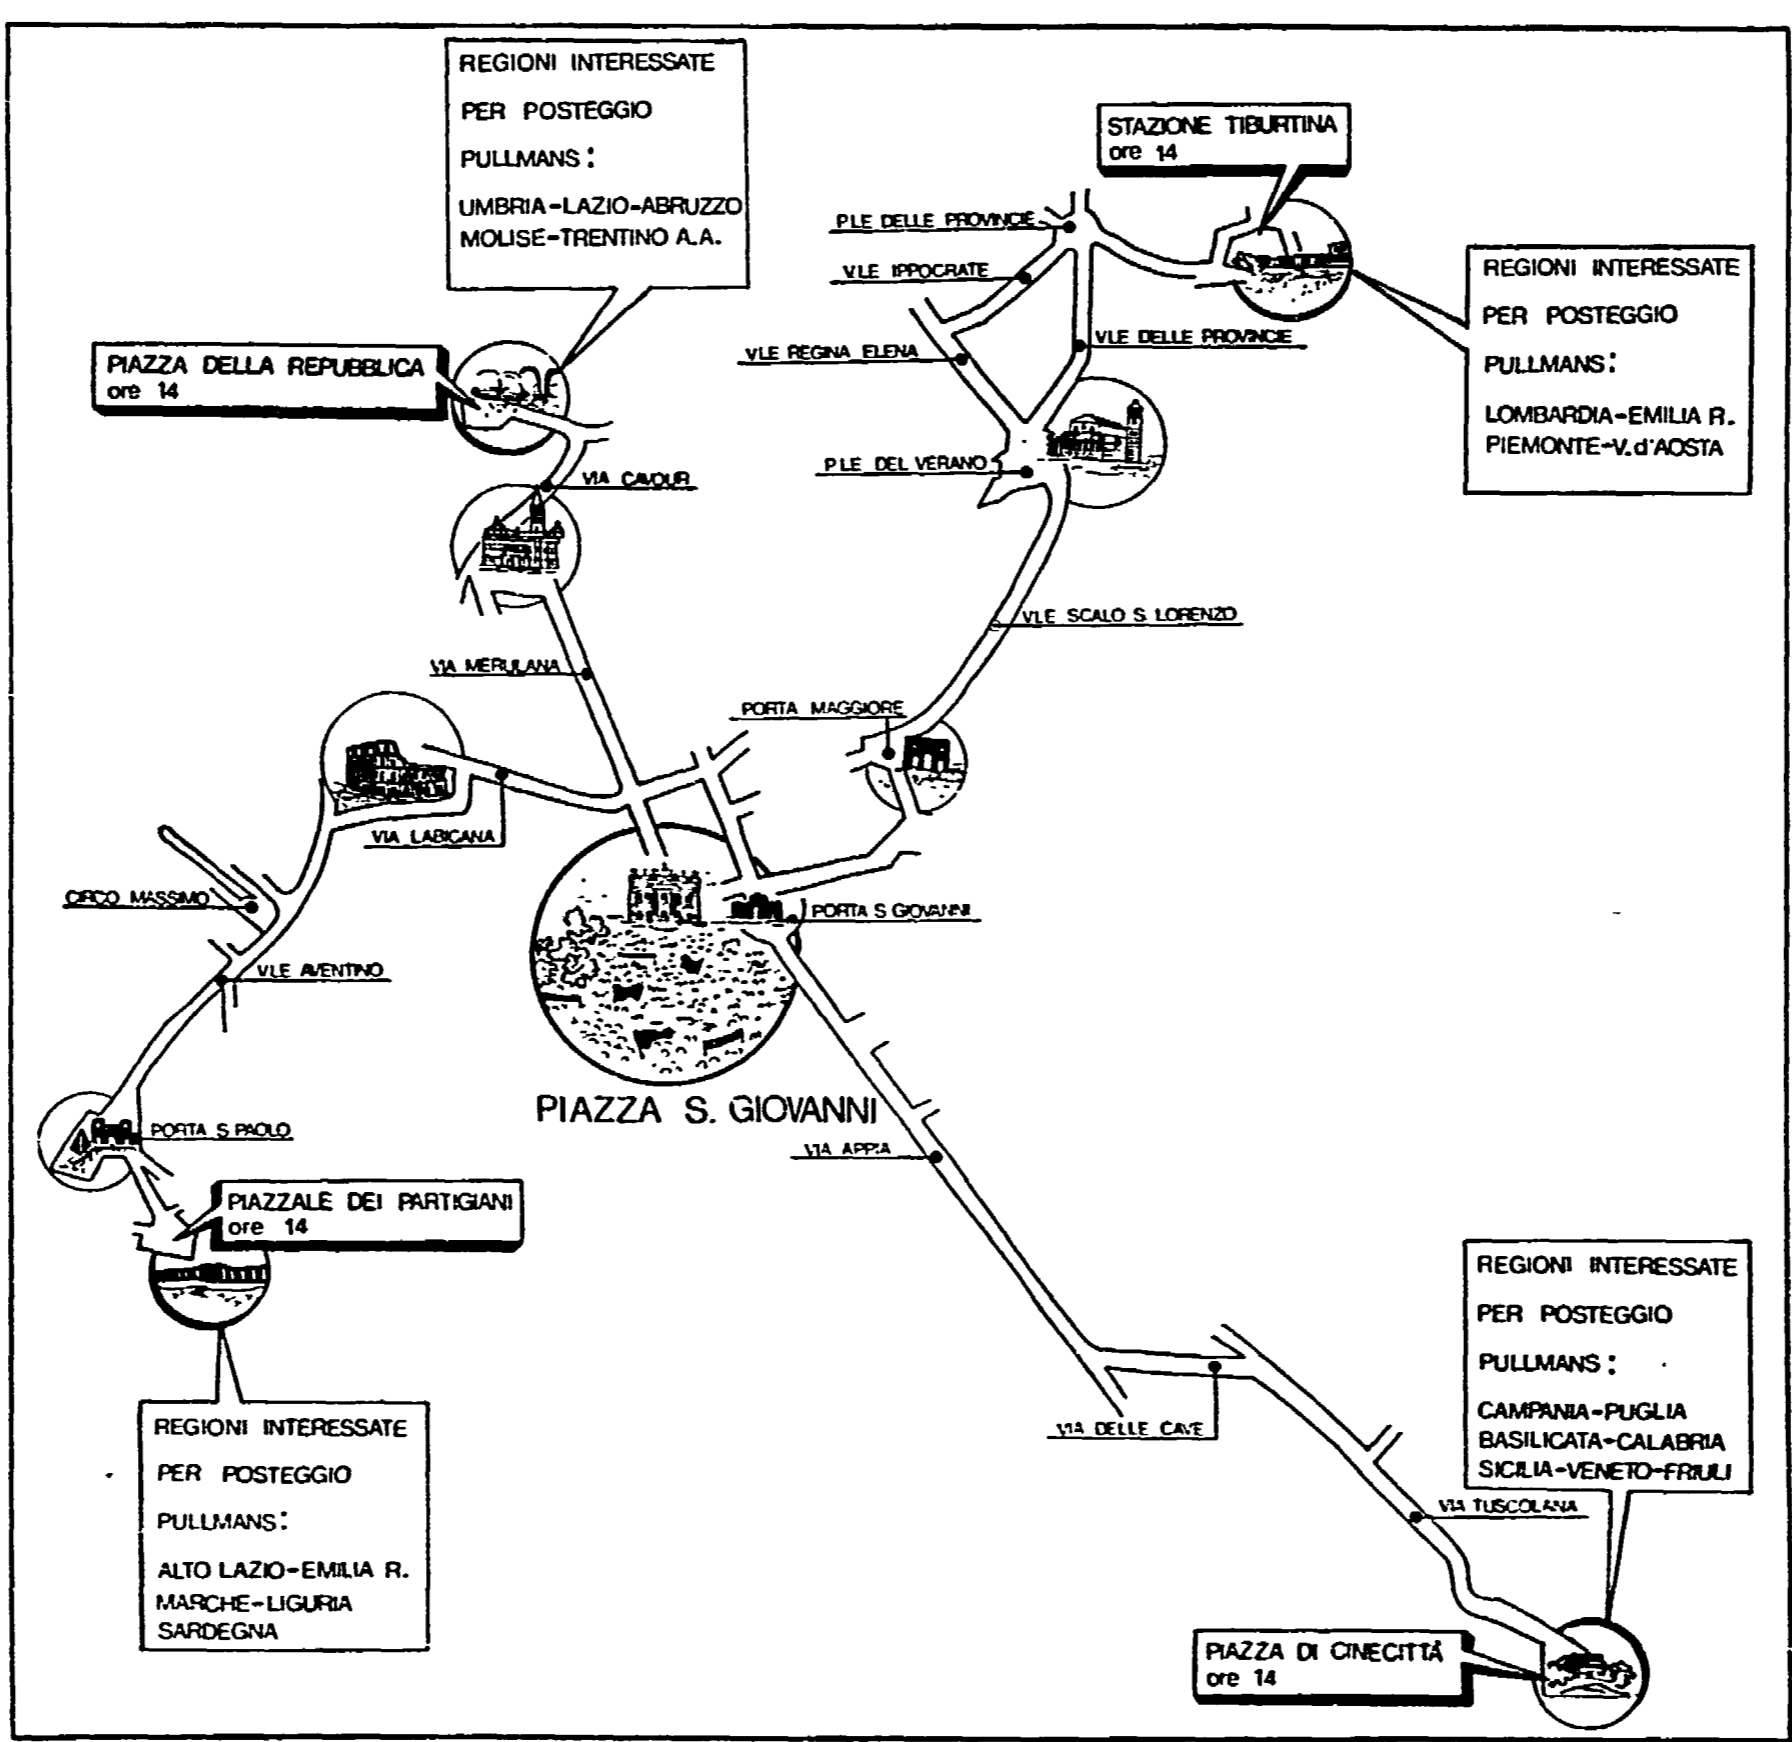 REGIONI INTERESSATE
PER POSTEGGIO
PULLMANS:
UMBRIA-LAZIO-ABRUZZO
MOLISE-TRENTINO A.A.
STAZIONE TIBURTINA
ore 14
P.LE DELLE PROVINCIE
V.LE IPPOCRATE
REGIONI INTERESSATE
PER POSTEGGIO
PULLMANS:
LOMBARDIA-EMILIA R.
PIEMONTE-V.d'AOSTA
V.LE REGINA ELENA
V.LE DELLE PROVINCIE
PIAZZA DELLA REPUBBLICA
ore 14
P.LE DEL VERANO
VIA CAVOUR
V.LE SCALO S. LORENZO
VIA MERULANA
PORTA MAGGIORE
VIA LABICANA
CIRCO MASSIMO
PORTA S. GIOVANNI
V.LE AVENTINO
PIAZZA S. GIOVANNI
PORTA S. PAOLO
VIA APPIA
PIAZZALE DEI PARTIGIANI
ore 14
REGIONI INTERESSATE
PER POSTEGGIO
PULLMANS:
CAMPANIA-PUGLIA
BASILICATA-CALABRIA
SICILIA-VENETO-FRIULI
REGIONI INTERESSATE
PER POSTEGGIO
PULLMANS:
ALTO LAZIO-EMILIA R.
MARCHE-LIGURIA
SARDEGNA
VIA DELLE CAVE
VIA TUSCOLANA
PIAZZA DI CINECITTÀ
ore 14